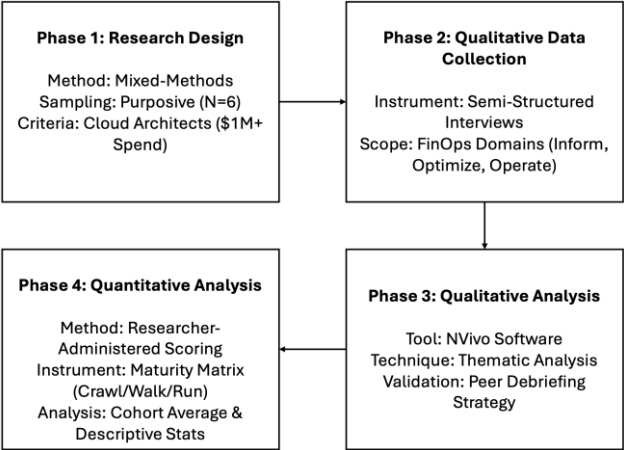 Phase 1: Research Design
Method: Mixed-Methods
Sampling: Purposive (N=6)
Criteria: Cloud Architects ($1M+
Spend)
Phase 2: Qualitative Data
Collection
Instrument: Semi-Structured
Interviews
Scope: FinOps Domains (Inform,
Optimize, Operate)
Phase 3: Qualitative Analysis
Tool: NVivo Software
Technique: Thematic Analysis
Validation: Peer Debriefing
Strategy
Phase 4: Quantitative Analysis
Method: Researcher-
Administered Scoring
Instrument: Maturity Matrix
(Crawl/Walk/Run)
Analysis: Cohort Average &
Descriptive Stats